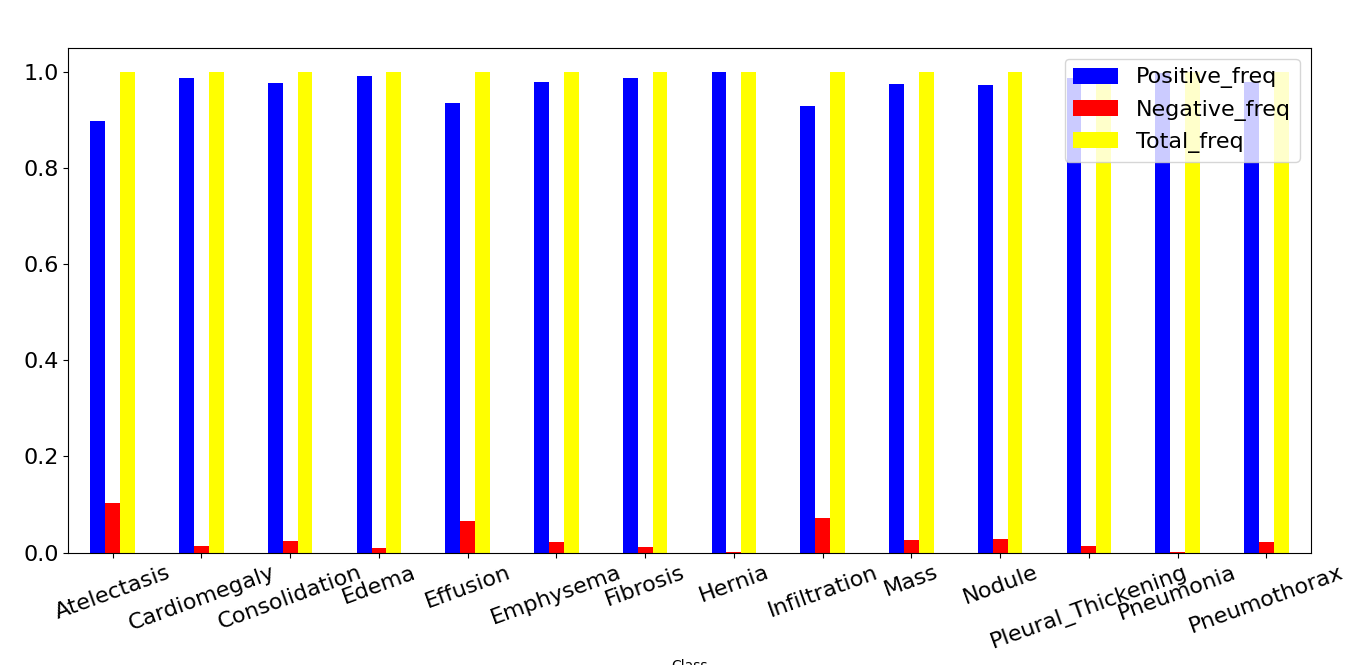 1.0
0.8
0.6
0.4
0.2
0.0
Positive_freq
Negative_freq
Total_freq
Atelectasis
Cardiomegaly
Consolidation
Edema
Effusion
Emphysema
Fibrosis
Hernia
Infiltration
Mass
Nodule
Pleural_Thickening
Pneumonia
Pneumothorax
Class